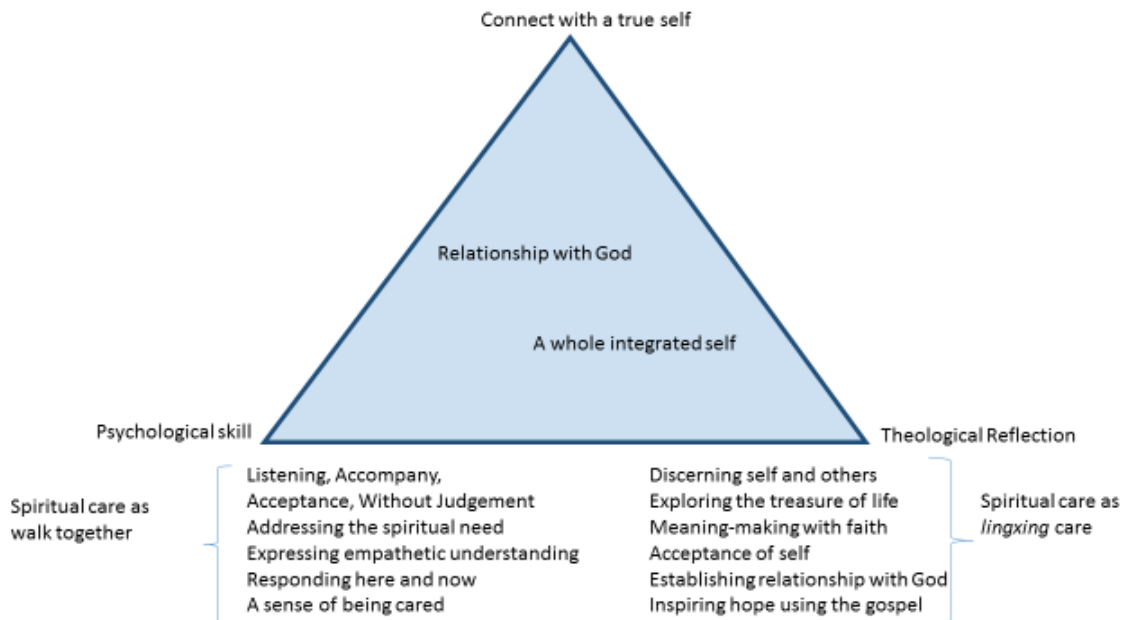 Connect with a true self
Relationship with God
A whole integrated self
Psychological skill
Theological Reflection
Spiritual care as
walk together
Listening, Accompany,
Acceptance, Without Judgement
Addressing the spiritual need
Expressing empathetic understanding
Responding here and now
A sense of being cared
Discerning self and others
Exploring the treasure of life
Meaning-making with faith
Acceptance of self
Establishing relationship with God
Inspiring hope using the gospel
Spiritual care as
lingxing care